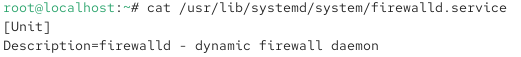 root@localhost:~# cat /usr/lib/systemd/system/firewalld.service
[Unit]
Description=firewalld - dynamic firewall daemon